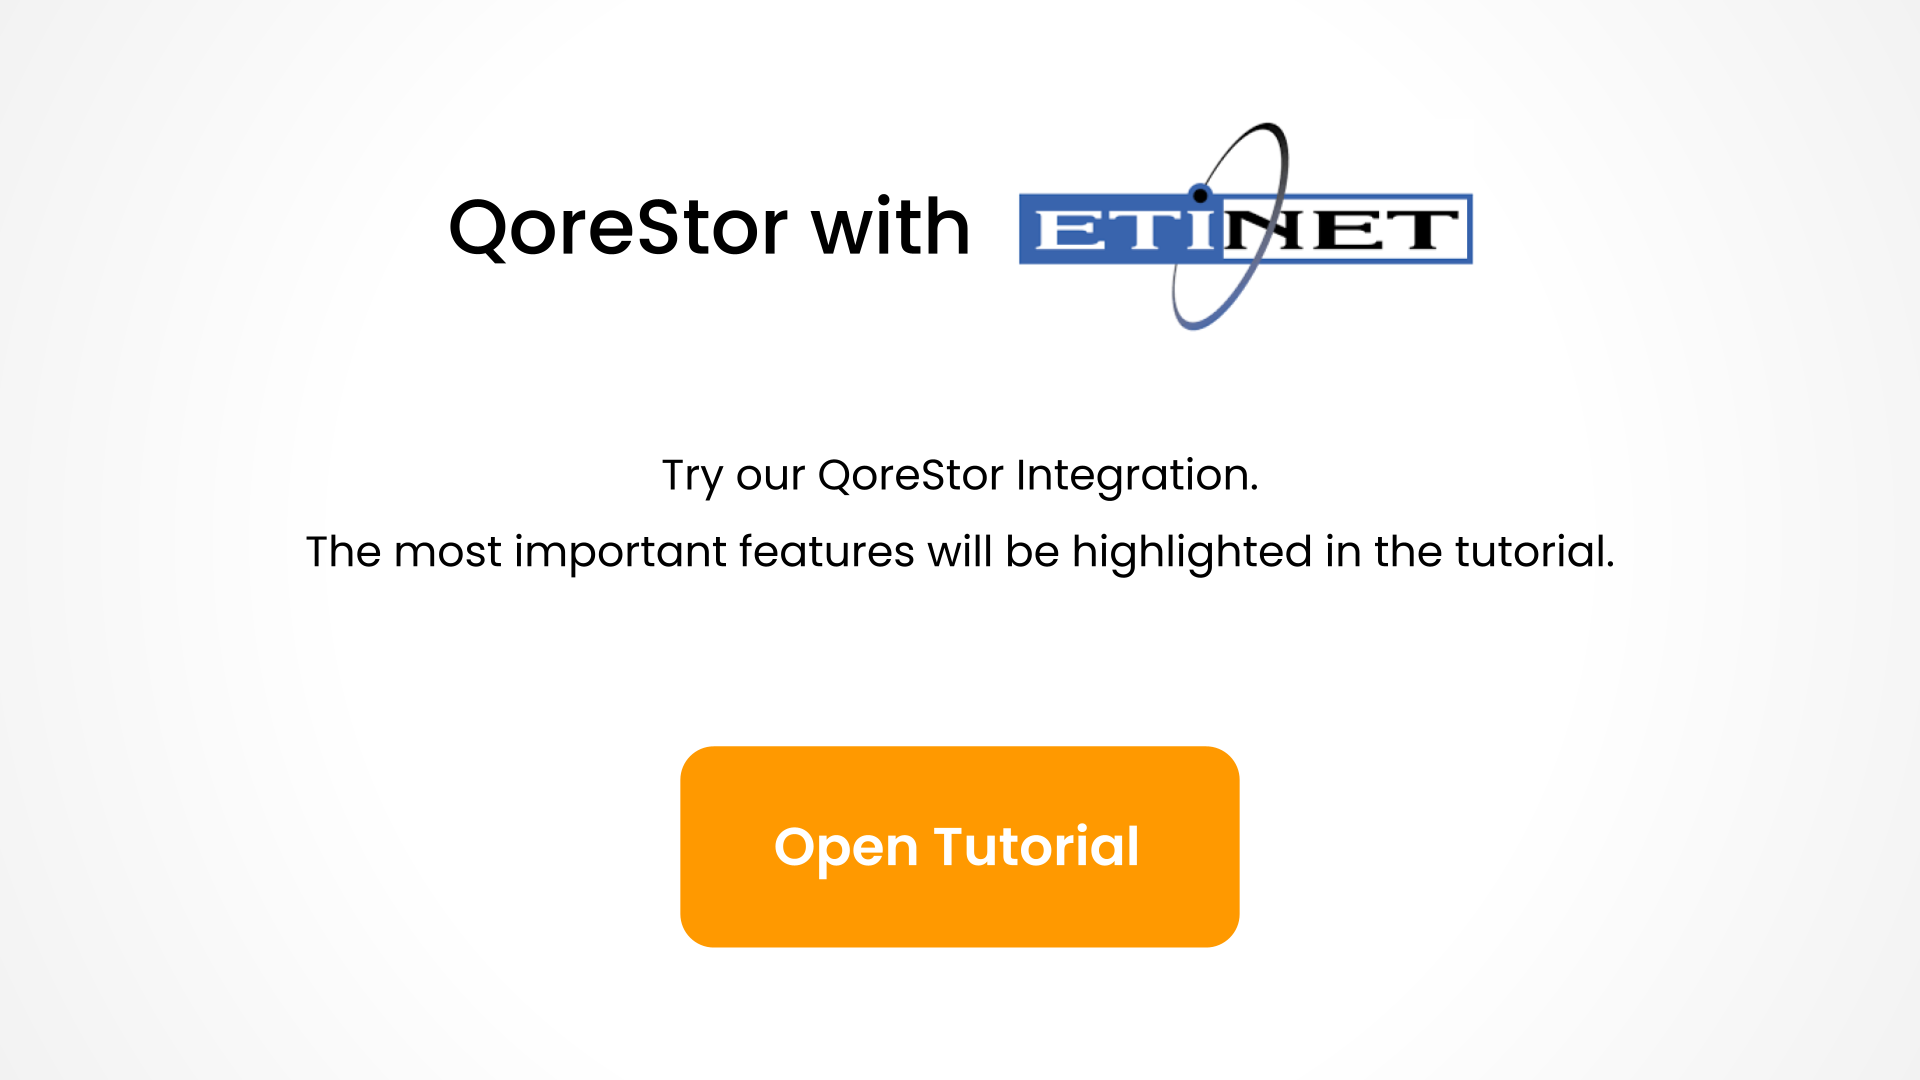 QoreStor with ETiNET
Try our QoreStor Integration.
The most important features will be highlighted in the tutorial.
Open Tutorial